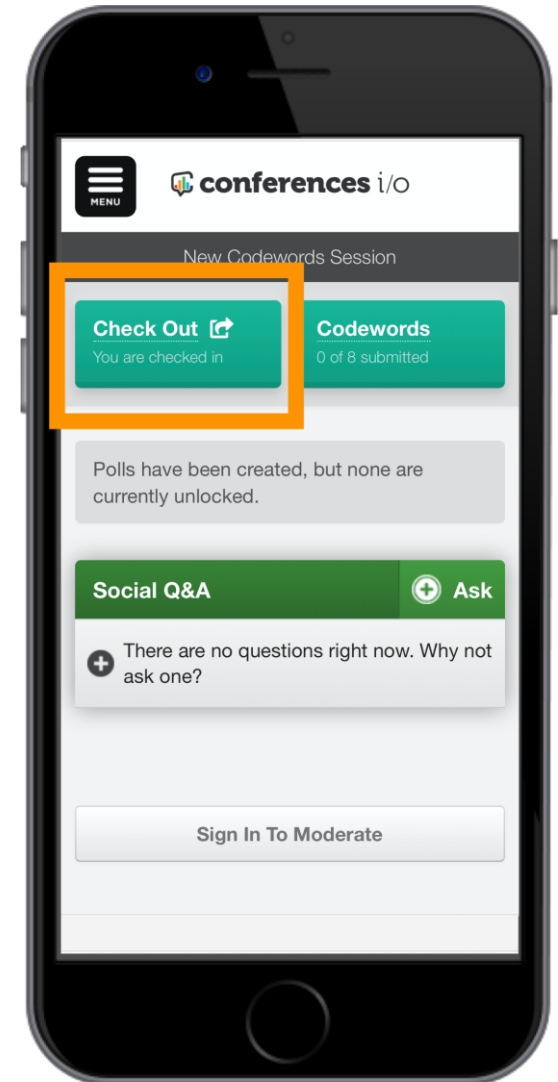 MENU
conferences i/o
New Codewords Session
Check Out
You are checked in
Codewords
0 of 8 submitted
Polls have been created, but none are
currently unlocked.
Social Q&A
Ask
There are no questions right now. Why not
ask one?
Sign In To Moderate